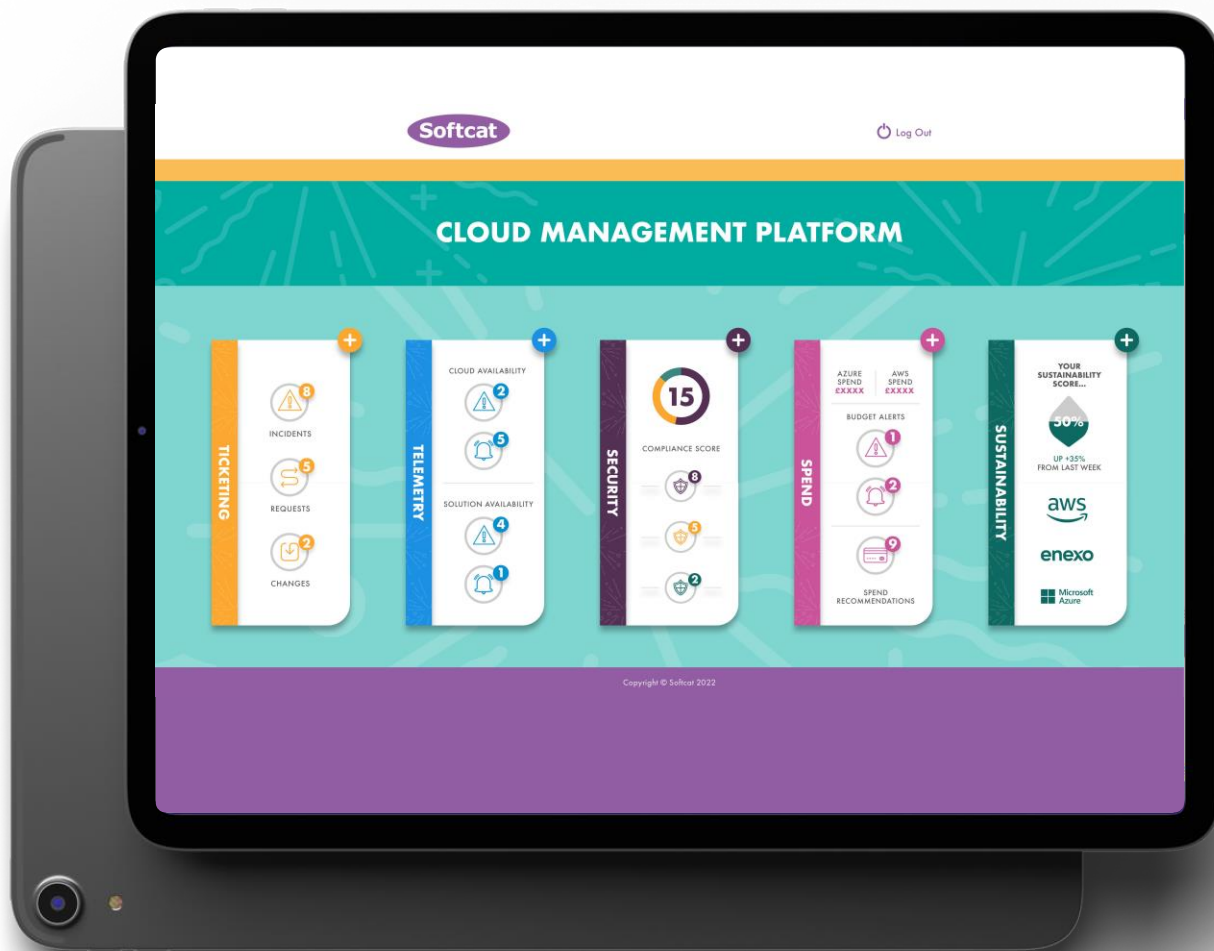 Softcat
Log Out
CLOUD MANAGEMENT PLATFORM
TICKETING
8
INCIDENTS
5
REQUESTS
2
CHANGES
TELEMETRY
CLOUD AVAILABILITY
2
5
SOLUTION AVAILABILITY
4
1
SECURITY
15
COMPLIANCE SCORE
8
5
2
SPEND
AZURE
SPEND
£XXXX
AWS
SPEND
£XXXX
BUDGET ALERTS
1
2
9
SPEND
RECOMMENDATIONS
SUSTAINABILITY
YOUR
SUSTAINABILITY
SCORE...
50%
UP +35%
FROM LAST WEEK
aws
enexo
Microsoft
Azure
Copyright © Softcat 2022